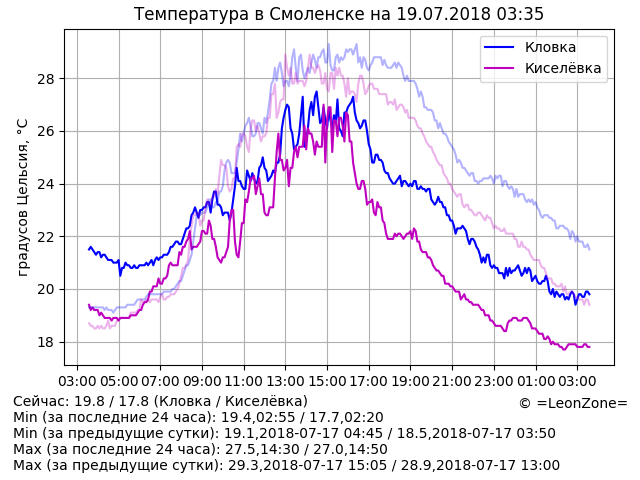 Температура в Смоленске на 19.07.2018 03:35
Кловка
Киселёвка
градусов Цельсия, °C
28
26
24
22
20
18
03:00 05:00 07:00 09:00 11:00 13:00 15:00 17:00 19:00 21:00 23:00 01:00 03:00
Сейчас: 19.8 / 17.8 (Кловка / Киселёвка)
© =LeonZone=
Min (за последние 24 часа): 19.4,02:55 / 17.7,02:20
Min (за предыдущие сутки): 19.1,2018-07-17 04:45 / 18.5,2018-07-17 03:50
Max (за последние 24 часа): 27.5,14:30 / 27.0,14:50
Max (за предыдущие сутки): 29.3,2018-07-17 15:05 / 28.9,2018-07-17 13:00